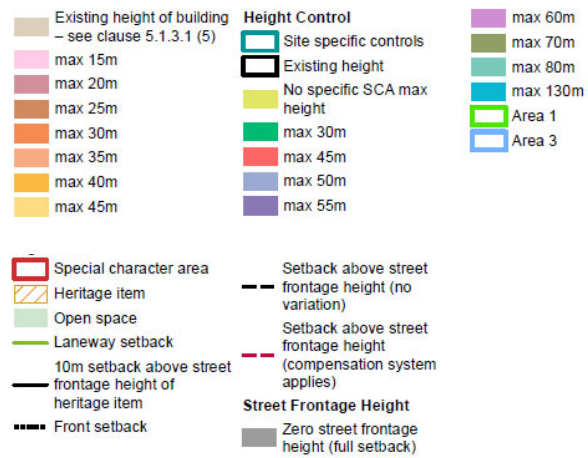 Existing height of building
– see clause 5.1.3.1 (5)
max 15m
max 20m
max 25m
max 30m
max 35m
max 40m
max 45m
Height Control
Site specific controls
Existing height
No specific SCA max
height
max 30m
max 45m
max 50m
max 55m
max 60m
max 70m
max 80m
max 130m
Area 1
Area 3
Special character area
Heritage item
Open space
Laneway setback
10m setback above street
frontage height of
heritage item
Front setback
Setback above street
frontage height (no
variation)
Setback above street
frontage height
(compensation system
applies)
Street Frontage Height
Zero street frontage
height (full setback)